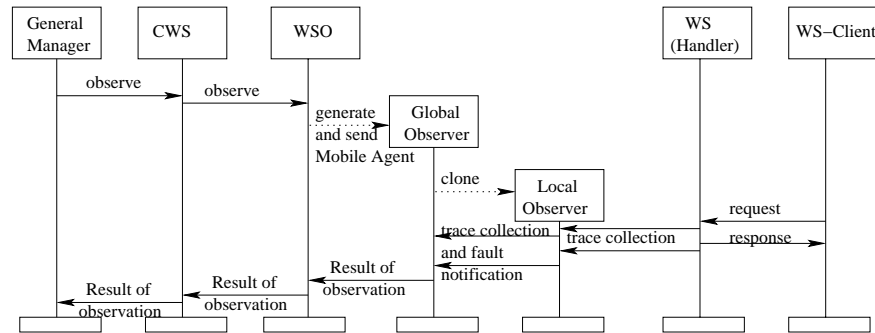 General
Manager
CWS
WSO
WS
(Handler)
WS−Client
observe
observe
generate
and send
Mobile Agent
Global
Observer
clone
Local
Observer
request
trace collection
trace collection
response
and fault
notification
Result of
observation
Result of
observation
Result of
observation